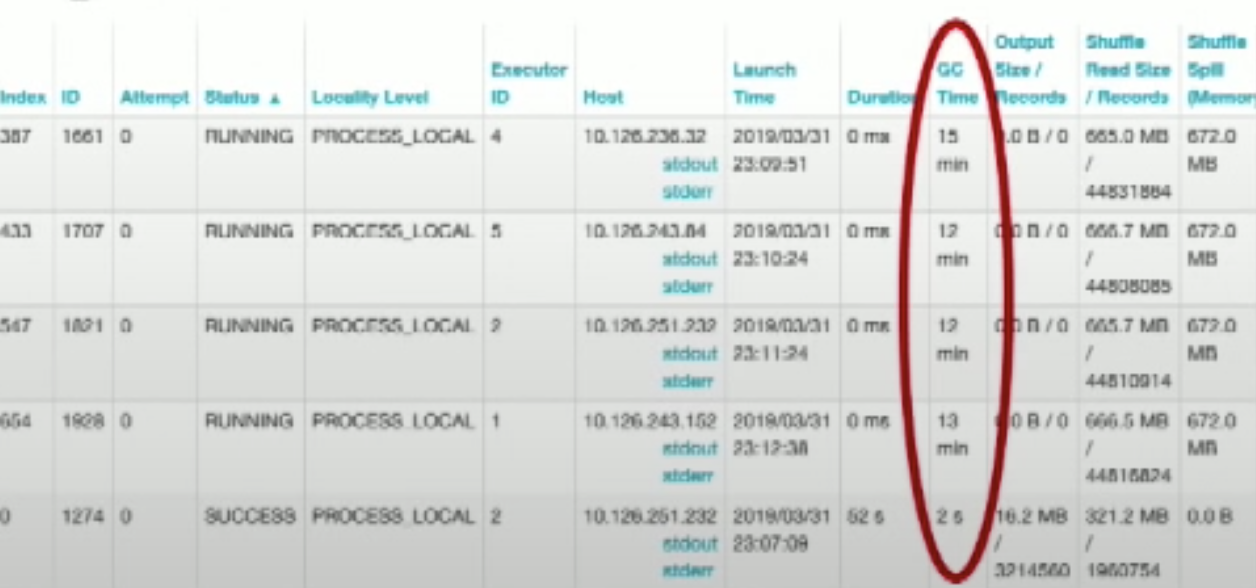 Index ID Attempt Status ▲ Locality Level Executor ID Host Launch Time Duration GC Time Output Size / Records Shuffle Read Size / Records Shuffle Spill (Memory
387 1661 0 RUNNING PROCESS_LOCAL 4 10.126.236.32 2019/03/31 0 ms 15 0.0 B / 0 665.0 MB 672.0
stdout 23:09:51 min / MB
stderr 44831864
433 1707 0 RUNNING PROCESS_LOCAL 5 10.126.243.84 2019/03/31 0 ms 12 0.0 B / 0 666.7 MB 672.0
stdout 23:10:24 min / MB
stderr 44808085
547 1821 0 RUNNING PROCESS_LOCAL 2 10.126.251.232 2019/03/31 0 ms 12 0.0 B / 0 665.7 MB 672.0
stdout 23:11:24 min / MB
stderr 44810914
654 1928 0 RUNNING PROCESS_LOCAL 1 10.126.243.152 2019/03/31 0 ms 13 0.0 B / 0 666.5 MB 672.0
stdout 23:12:38 min / MB
stderr 44816824
0 1274 0 SUCCESS PROCESS_LOCAL 2 10.126.251.232 2019/03/31 52 s 2 s 16.2 MB 321.2 MB 0.0 B
stdout 23:07:09 / /
stderr 3214560 1960754